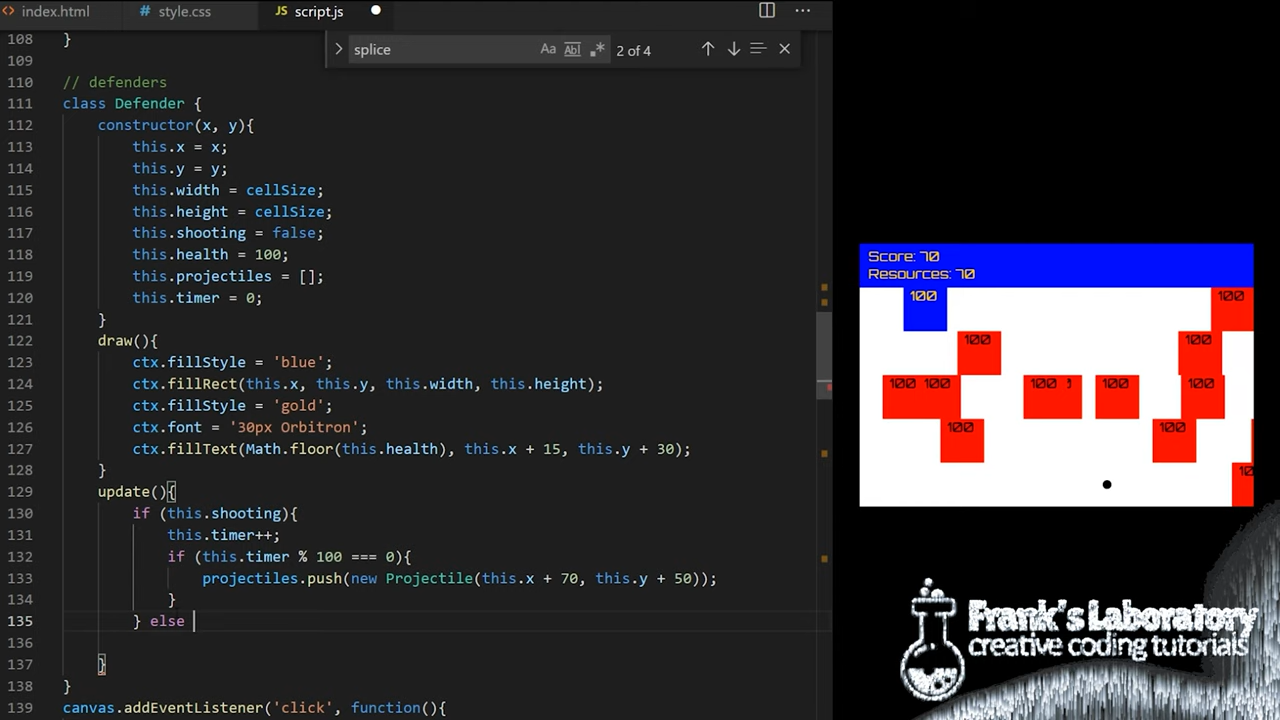 index.html
# style.css
JS script.js
splice
Aa
Abl
2 of 4
108 }
109
110 // defenders
111 class Defender {
112 constructor(x, y){
113 this.x = x;
114 this.y = y;
115 this.width = cellSize;
116 this.height = cellSize;
117 this.shooting = false;
118 this.health = 100;
119 this.projectiles = [];
120 this.timer = 0;
121 }
122 draw(){
123 ctx.fillStyle = 'blue';
124 ctx.fillRect(this.x, this.y, this.width, this.height);
125 ctx.fillStyle = 'gold';
126 ctx.font = '30px Orbitron';
127 ctx.fillText(Math.floor(this.health), this.x + 15, this.y + 30);
128 }
129 update(){
130 if (this.shooting){
131 this.timer++;
132 if (this.timer % 100 === 0){
133 projectiles.push(new Projectile(this.x + 70, this.y + 50));
134 }
135 } else
136
137 }
138 }
139 canvas.addEventListener('click', function(){
Score: 70
Resources: 70
100 100
100 100
100 100 100 100 100
100 100
10
Frank's Laboratory
creative coding tutorials